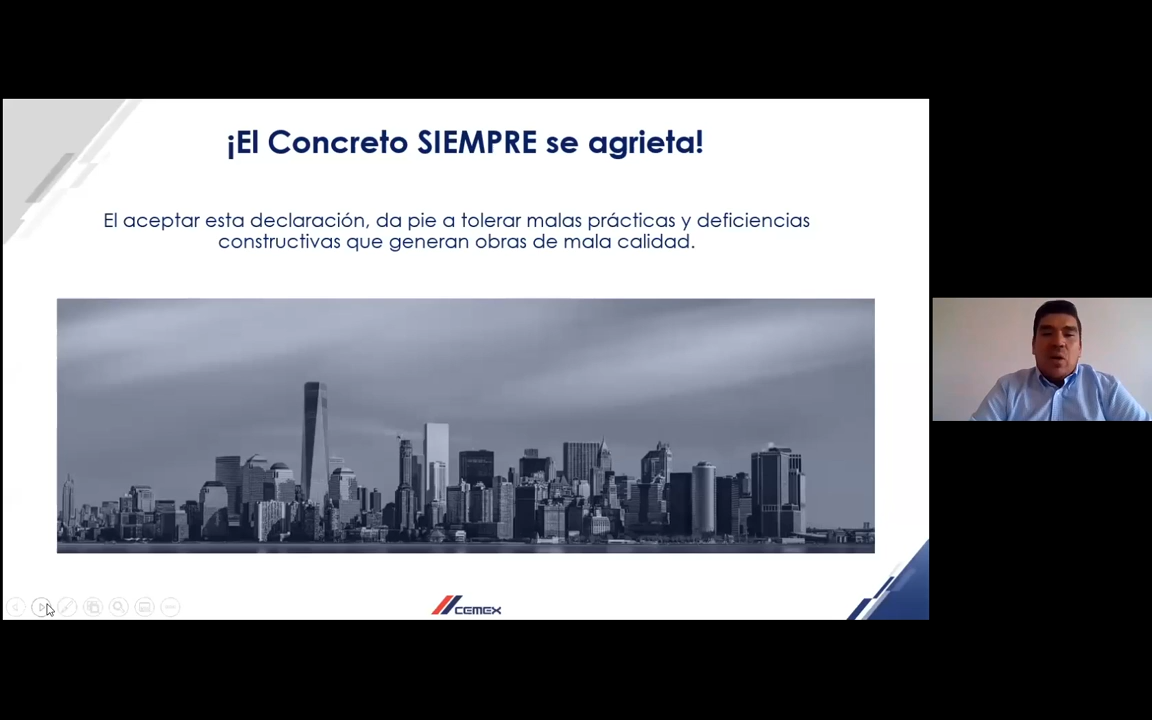 ¡El Concreto SIEMPRE se agrieta!
El aceptar esta declaración, da pie a tolerar malas prácticas y deficiencias
constructivas que generan obras de mala calidad.
CEMEX